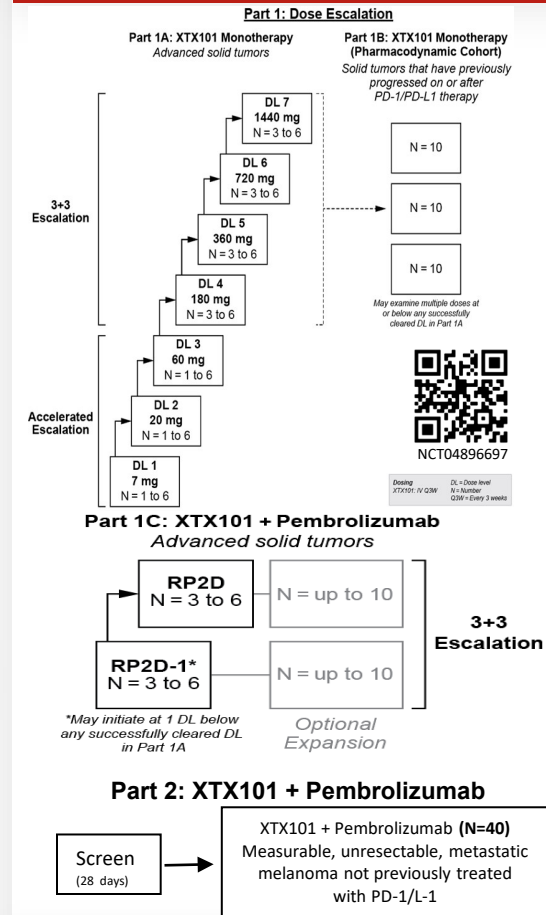 Part 1: Dose Escalation
Part 1A: XTX101 Monotherapy
Advanced solid tumors
Part 1B: XTX101 Monotherapy
(Pharmacodynamic Cohort)
Solid tumors that have previously
progressed on or after
PD-1/PD-L1 therapy
3+3
Escalation
DL 7
1440 mg
N = 3 to 6
DL 6
720 mg
N = 3 to 6
DL 5
360 mg
N = 3 to 6
DL 4
180 mg
N = 3 to 6
N = 10
N = 10
N = 10
May examine multiple doses at
or below any successfully
cleared DL in Part 1A
Accelerated
Escalation
DL 3
60 mg
N = 1 to 6
DL 2
20 mg
N = 1 to 6
DL 1
7 mg
N = 1 to 6
NCT04896697
Dosing
XTX101: IV Q3W
DL = Dose level
N = Number
Q3W = Every 3 weeks
Part 1C: XTX101 + Pembrolizumab
Advanced solid tumors
RP2D
N = 3 to 6
N = up to 10
RP2D-1*
N = 3 to 6
N = up to 10
3+3
Escalation
*May initiate at 1 DL below
any successfully cleared DL
in Part 1A
Optional
Expansion
Part 2: XTX101 + Pembrolizumab
Screen
(28 days)
XTX101 + Pembrolizumab (N=40)
Measurable, unresectable, metastatic
melanoma not previously treated
with PD-1/L-1